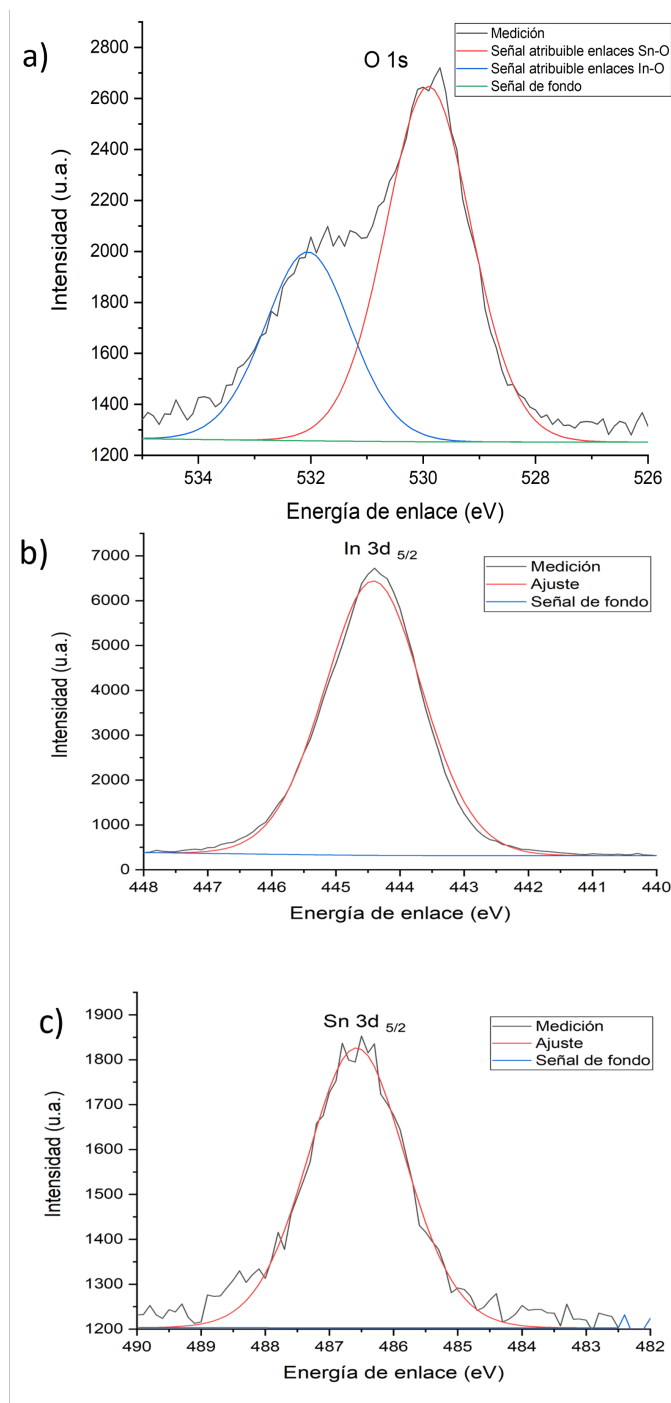 a)
O 1s
Medición
Señal atribuible enlaces Sn-O
Señal atribuible enlaces In-O
Señal de fondo
Intensidad (u.a.)
2800
2600
2400
2200
2000
1800
1600
1400
1200
534 532 530 528 526
Energía de enlace (eV)
b)
In 3d 5/2
Medición
Ajuste
Señal de fondo
Intensidad (u.a.)
7000
6000
5000
4000
3000
2000
1000
0
448 447 446 445 444 443 442 441 440
Energía de enlace (eV)
c)
Sn 3d 5/2
Medición
Ajuste
Señal de fondo
Intensidad (u.a.)
1900
1800
1700
1600
1500
1400
1300
1200
490 489 488 487 486 485 484 483 482
Energía de enlace (eV)